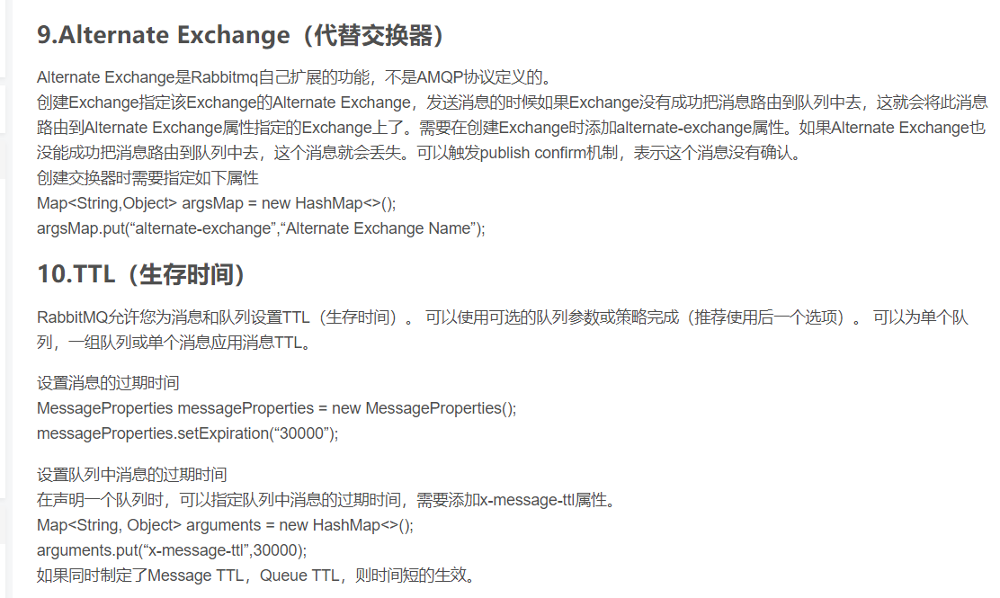 9.Alternate Exchange（代替交换器）
Alternate Exchange是Rabbitmq自己扩展的功能，不是AMQP协议定义的。
创建Exchange指定该Exchange的Alternate Exchange，发送消息的时候如果Exchange没有成功把消息路由到队列中去，这就会将此消息
路由到Alternate Exchange属性指定的Exchange上了。需要在创建Exchange时添加alternate-exchange属性。如果Alternate Exchange也
没能成功把消息路由到队列中去，这个消息就会丢失。可以触发publish confirm机制，表示这个消息没有确认。
创建交换器时需要指定如下属性
Map<String,Object> argsMap = new HashMap<>();
argsMap.put(“alternate-exchange”,“Alternate Exchange Name”);
10.TTL（生存时间）
RabbitMQ允许您为消息和队列设置TTL（生存时间）。 可以使用可选的队列参数或策略完成（推荐使用后一个选项）。 可以为单个队
列，一组队列或单个消息应用消息TTL。
设置消息的过期时间
MessageProperties messageProperties = new MessageProperties();
messageProperties.setExpiration(“30000”);
设置队列中消息的过期时间
在声明一个队列时，可以指定队列中消息的过期时间，需要添加x-message-ttl属性。
Map<String, Object> arguments = new HashMap<>();
arguments.put(“x-message-ttl”,30000);
如果同时制定了Message TTL，Queue TTL，则时间短的生效。